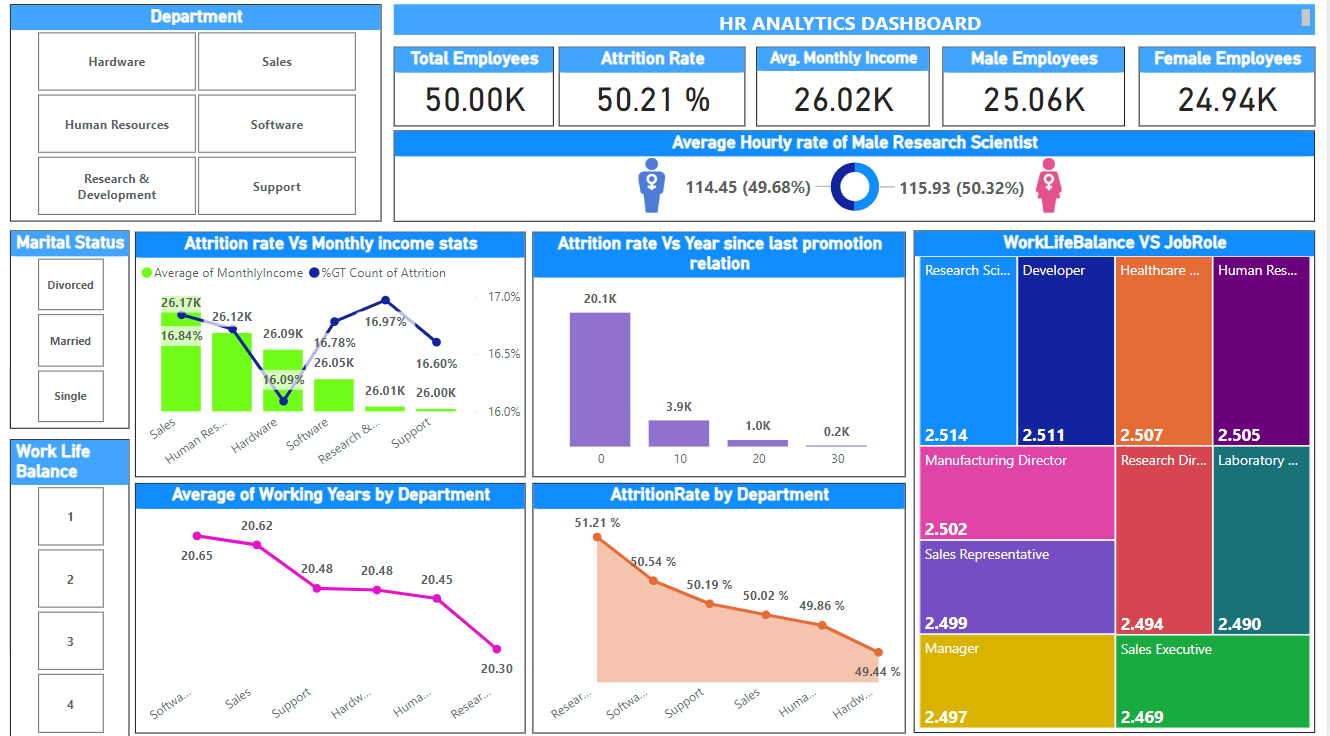 Department
Hardware
Sales
Human Resources
Software
Research &
Development
Support
HR ANALYTICS DASHBOARD
Total Employees
50.00K
Attrition Rate
50.21 %
Avg. Monthly Income
26.02K
Male Employees
25.06K
Female Employees
24.94K
Average Hourly rate of Male Research Scientist
114.45 (49.68%)
115.93 (50.32%)
Marital Status
Divorced
Married
Single
Work Life
Balance
1
2
3
4
Attrition rate Vs Monthly income stats
Average of MonthlyIncome
%GT Count of Attrition
26.17K
26.12K
26.09K
26.05K
26.01K
26.00K
16.84%
16.09%
16.78%
16.97%
16.60%
17.0%
16.5%
16.0%
Sales
Human Res...
Hardware
Software
Research &...
Support
Attrition rate Vs Year since last promotion
relation
20.1K
3.9K
1.0K
0.2K
0
10
20
30
Average of Working Years by Department
20.65
20.62
20.48
20.48
20.45
20.30
Softwa...
Sales
Support
Hardw...
Huma...
Resear...
AttritionRate by Department
51.21 %
50.54 %
50.19 %
50.02 %
49.86 %
49.44 %
Resear...
Softwa...
Support
Sales
Huma...
Hardw...
WorkLifeBalance VS JobRole
Research Sci...
2.514
Developer
2.511
Healthcare ...
2.507
Human Res...
2.505
Manufacturing Director
2.502
Sales Representative
2.499
Manager
2.497
Research Dir...
2.494
Laboratory ...
2.490
Sales Executive
2.469